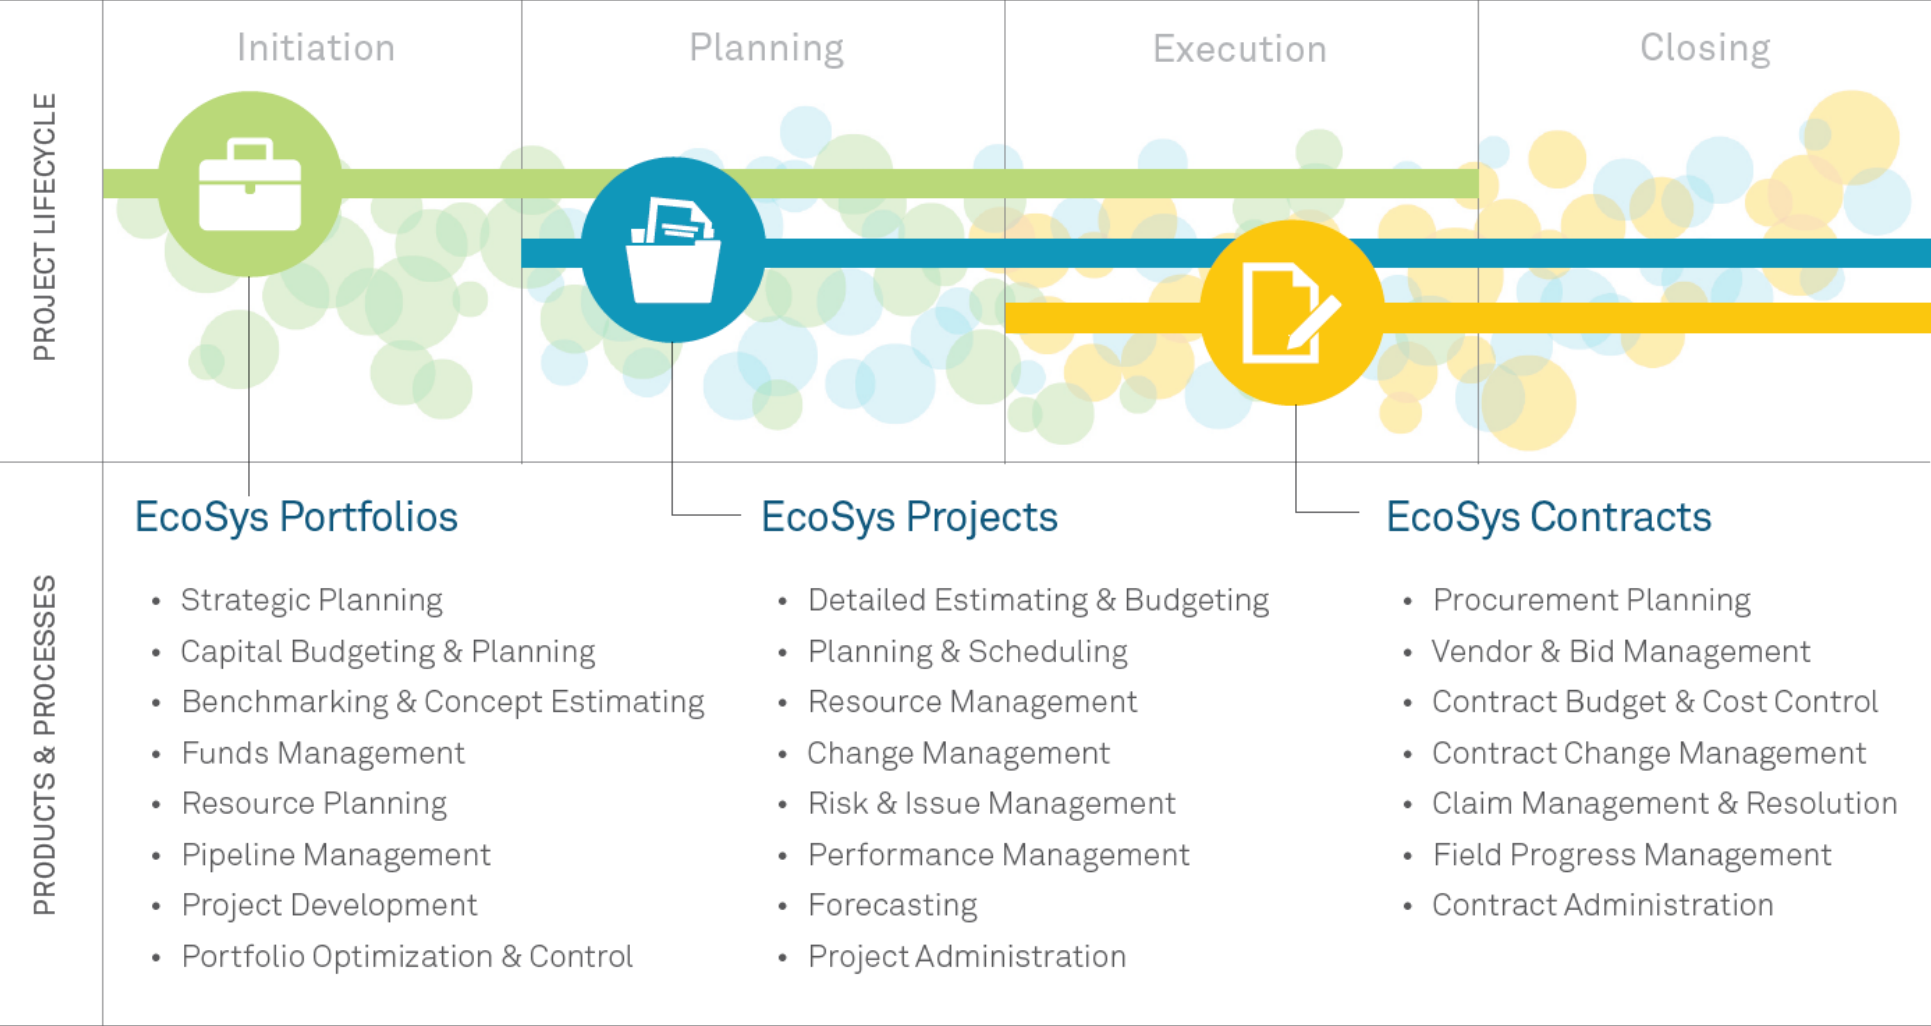 PROJECT LIFECYCLE
Initiation
Planning
Execution
Closing
PRODUCTS & PROCESSES
EcoSys Portfolios
• Strategic Planning
• Capital Budgeting & Planning
• Benchmarking & Concept Estimating
• Funds Management
• Resource Planning
• Pipeline Management
• Project Development
• Portfolio Optimization & Control
EcoSys Projects
• Detailed Estimating & Budgeting
• Planning & Scheduling
• Resource Management
• Change Management
• Risk & Issue Management
• Performance Management
• Forecasting
• Project Administration
EcoSys Contracts
• Procurement Planning
• Vendor & Bid Management
• Contract Budget & Cost Control
• Contract Change Management
• Claim Management & Resolution
• Field Progress Management
• Contract Administration